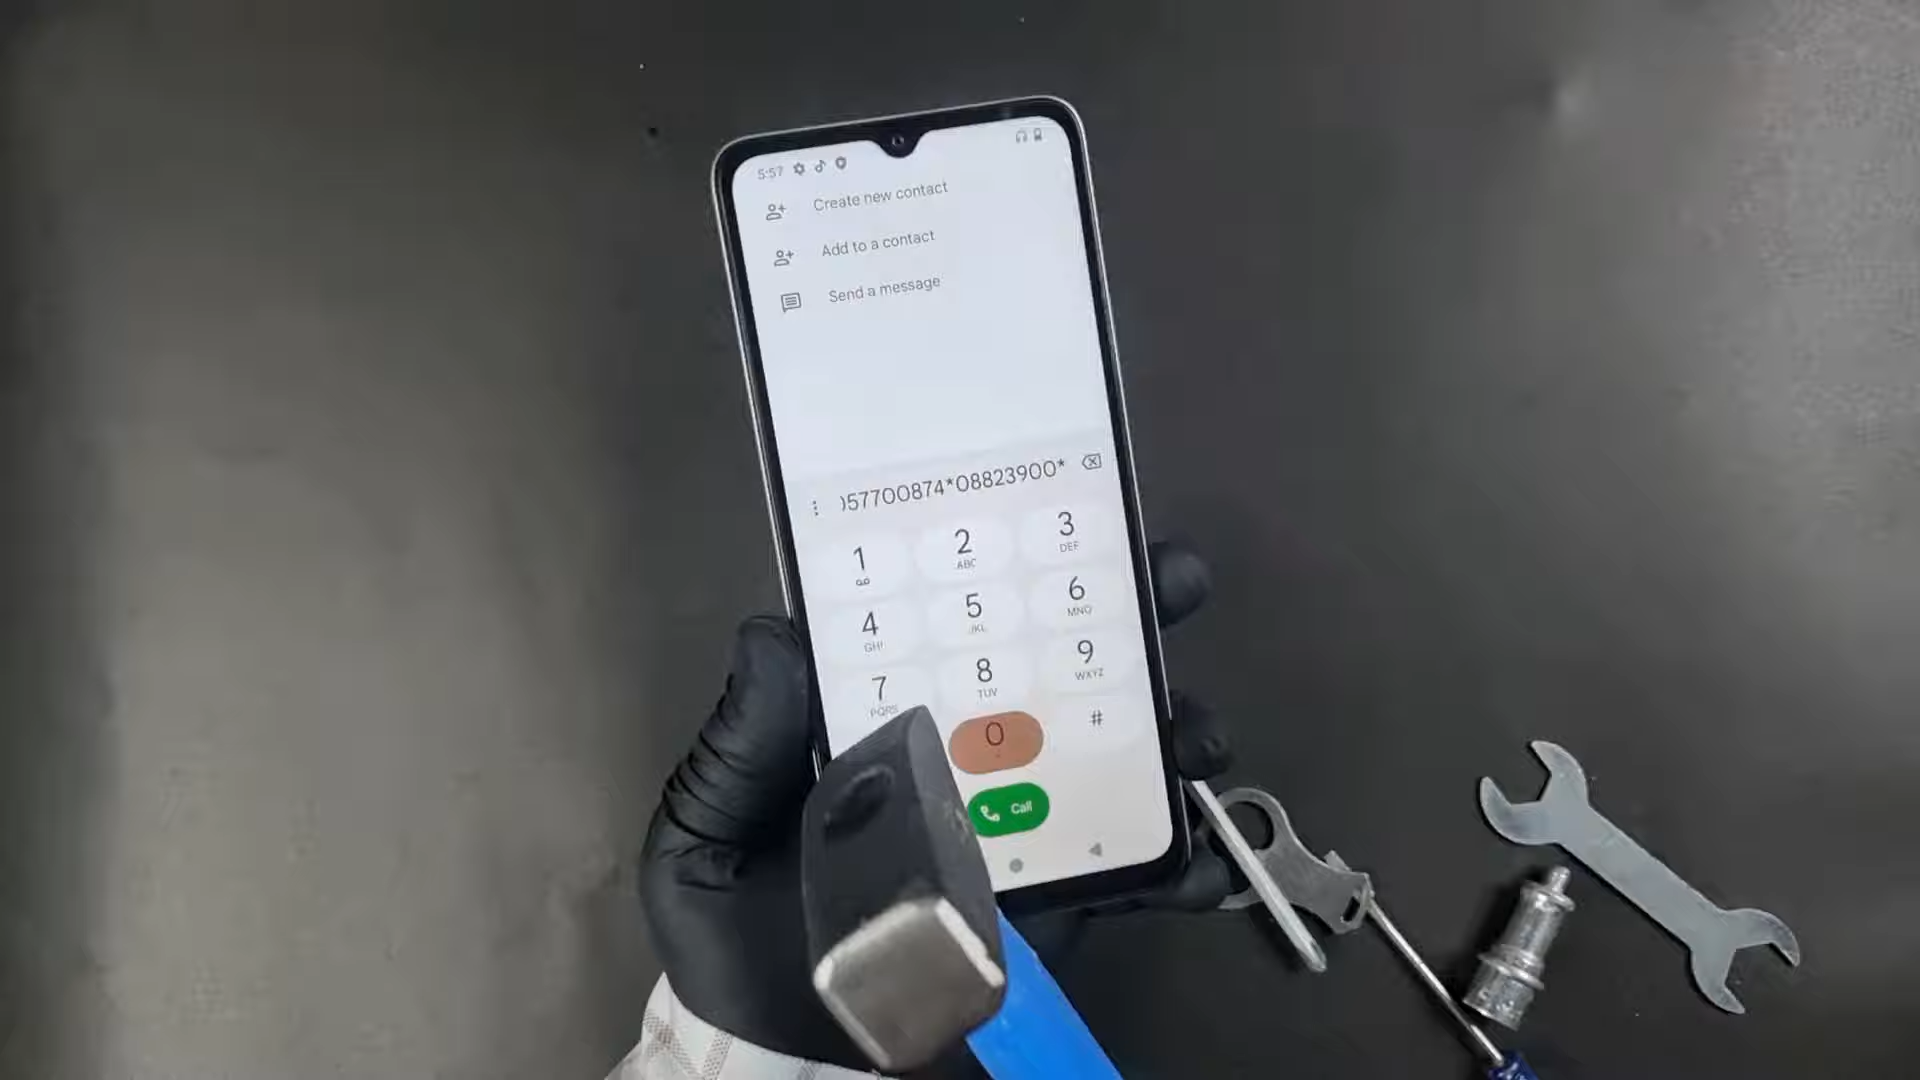 5:57
Create new contact
Add to a contact
Send a message
57700874*08823900*
1
2 ABC
3 DEF
4 GHI
5 JKL
6 MNO
7 PQRS
8 TUV
9 WXYZ
0
#
Call